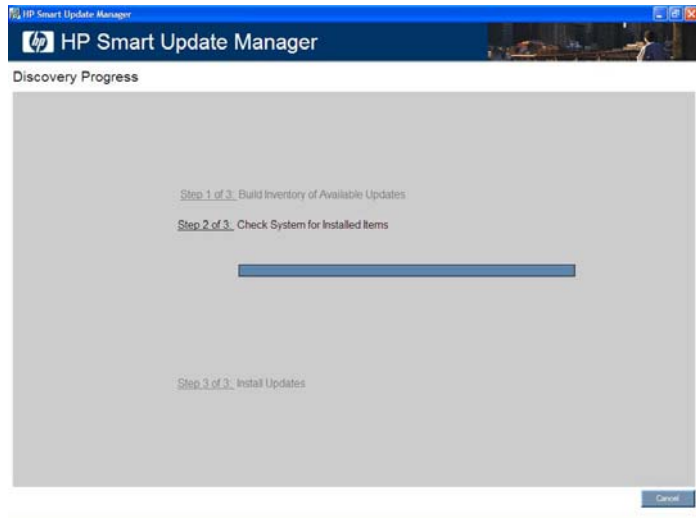 HP Smart Update Manager
hp HP Smart Update Manager
Discovery Progress
Step 1 of 3: Build Inventory of Available Updates
Step 2 of 3: Check System for Installed Items
Step 3 of 3: Install Updates
Cancel